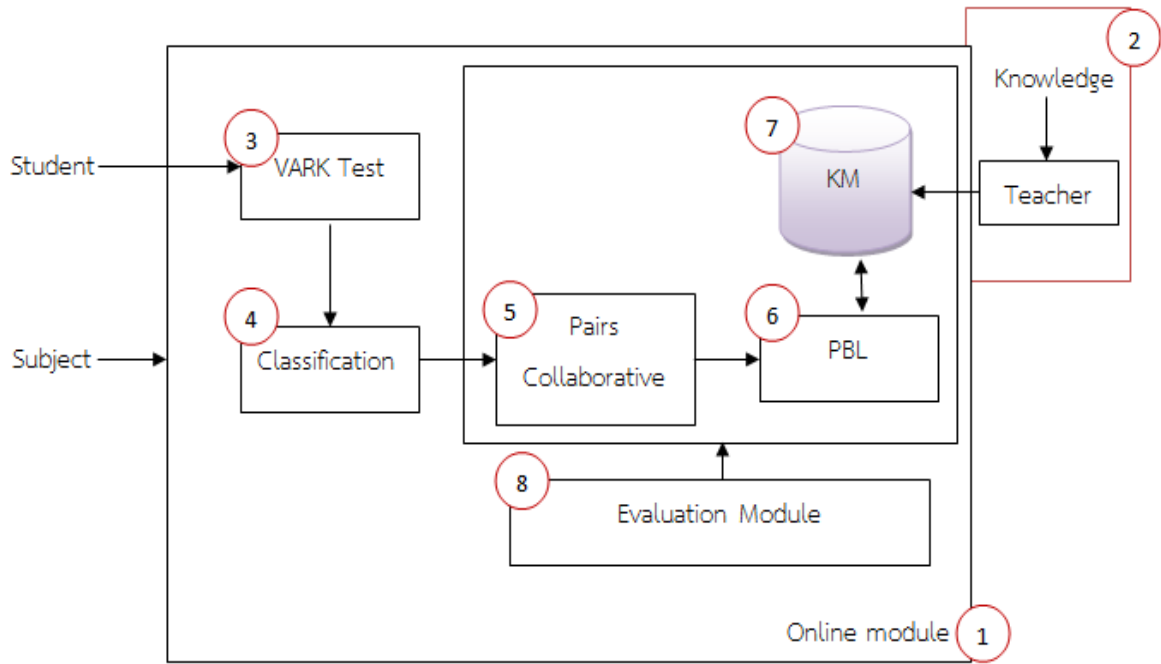 2
Knowledge
Teacher
3
VARK Test
Student
7
KM
4
Classification
Subject
5
Pairs
Collaborative
6
PBL
8
Evaluation Module
Online module
1